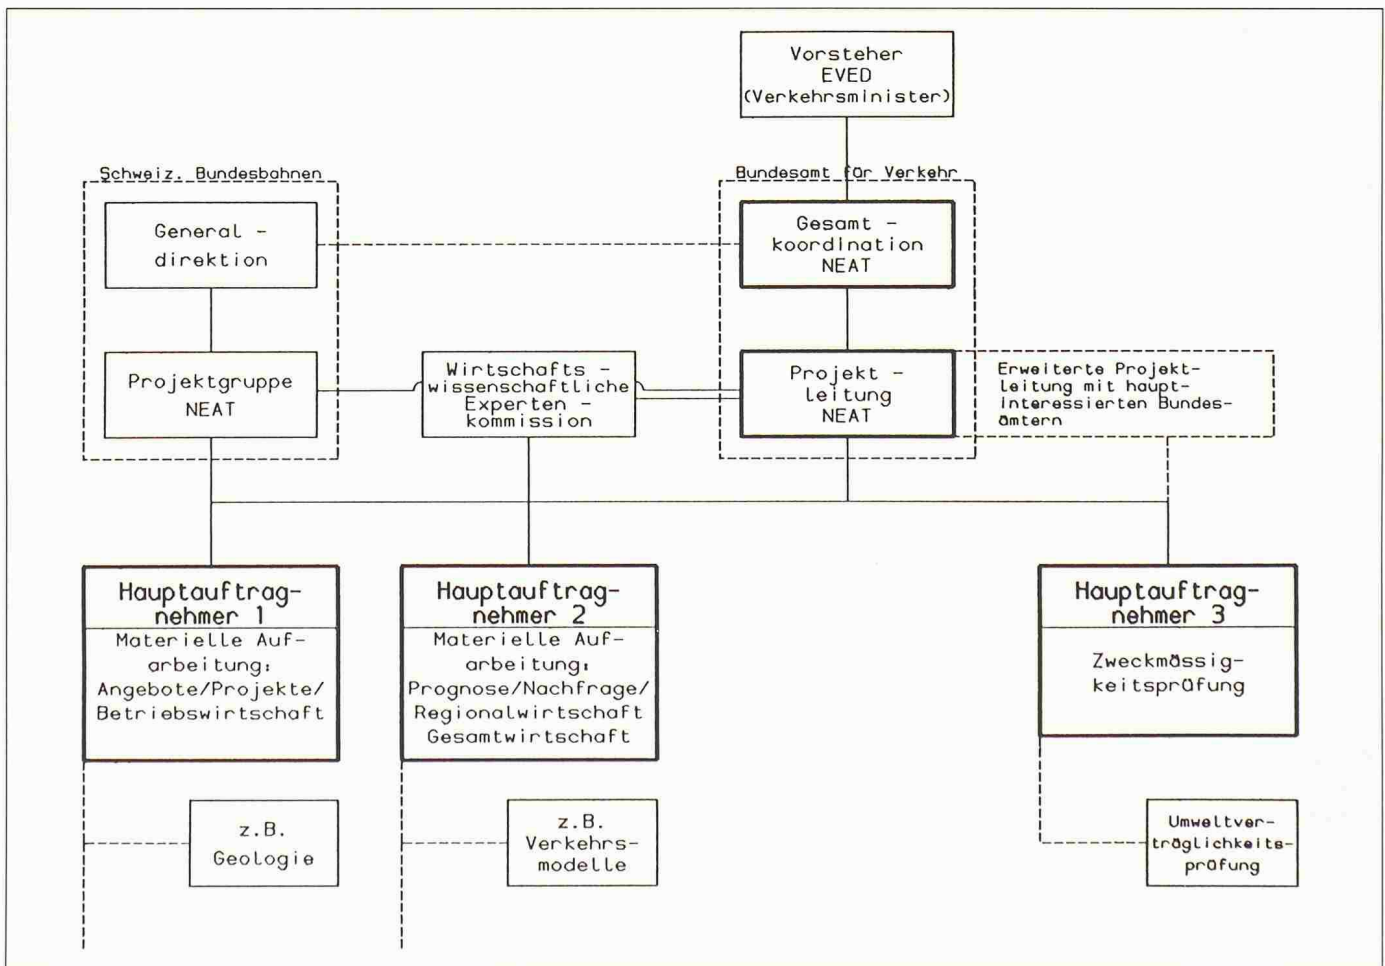 Vorsteher
EVED
(Verkehrsminister)
Schweiz. Bundesbahnen
Bundesamt für Verkehr
General -
direktion
Gesamt -
koordination
NEAT
Projektgruppe
NEAT
Wirtschafts -
wissenschaftliche
Experten -
kommission
Projekt -
leitung
NEAT
Erweiterte Projekt-
leitung mit haupt-
interessierten Bundes-
ämtern
Hauptauftrag-
nehmer 1
Materielle Auf-
arbeitung:
Angebote/Projekte/
Betriebswirtschaft
Hauptauftrag-
nehmer 2
Materielle Auf-
arbeitung:
Prognose/Nachfrage/
Regionalwirtschaft
Gesamtwirtschaft
Hauptauftrag-
nehmer 3
Zweckmässig-
keitsprüfung
z.B.
Geologie
z.B.
Verkehrs-
modelle
Umweltver-
träglichkeits-
prüfung